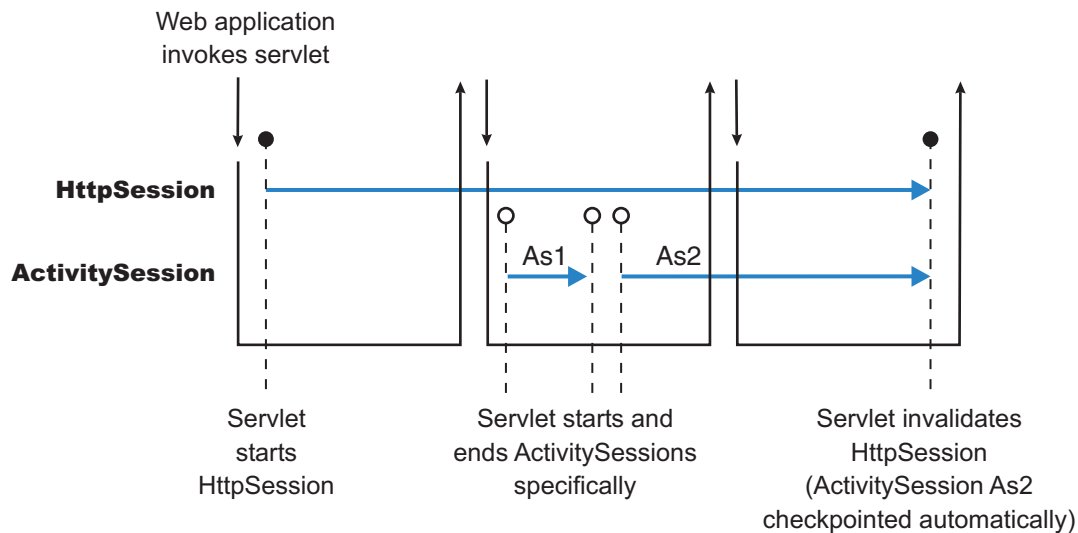 Web application
invokes servlet
HttpSession
ActivitySession
As1
As2
Servlet
starts
HttpSession
Servlet starts and
ends ActivitySessions
specifically
Servlet invalidates
HttpSession
(ActivitySession As2
checkpointed automatically)